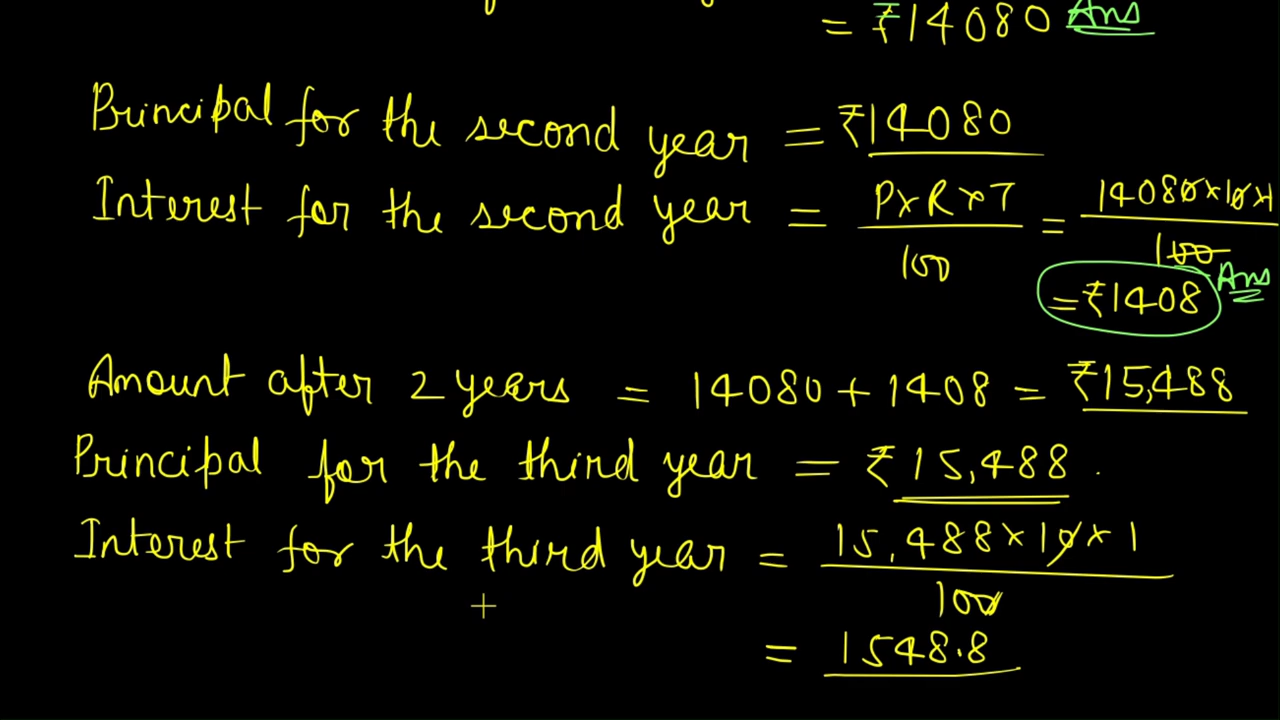 = ₹14080 Ans
Principal for the second year = ₹14080
Interest for the second year = P×R×T/100 = 14080×10×1/100
= ₹1408 Ans
Amount after 2 years = 14080 + 1408 = ₹15,488
Principal for the third year = ₹15,488.
Interest for the third year = 15,488×10×1/100
= 1548.8